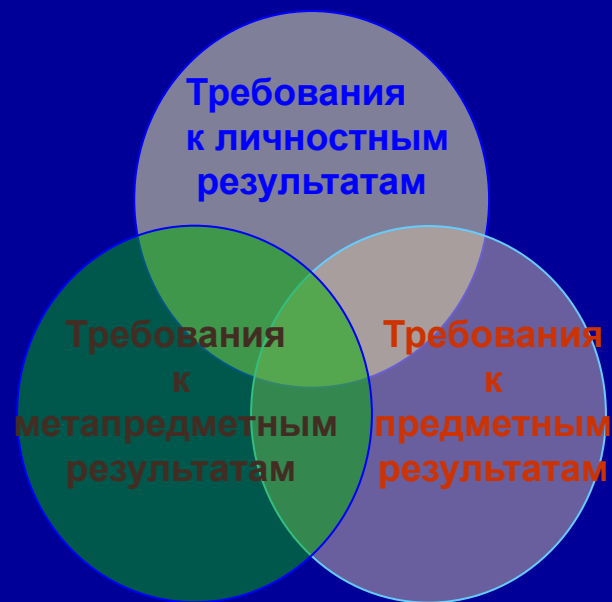 Требования
к личностным
результатам
Требования
к
метапредметным
результатам
Требования
к
предметным
результатам